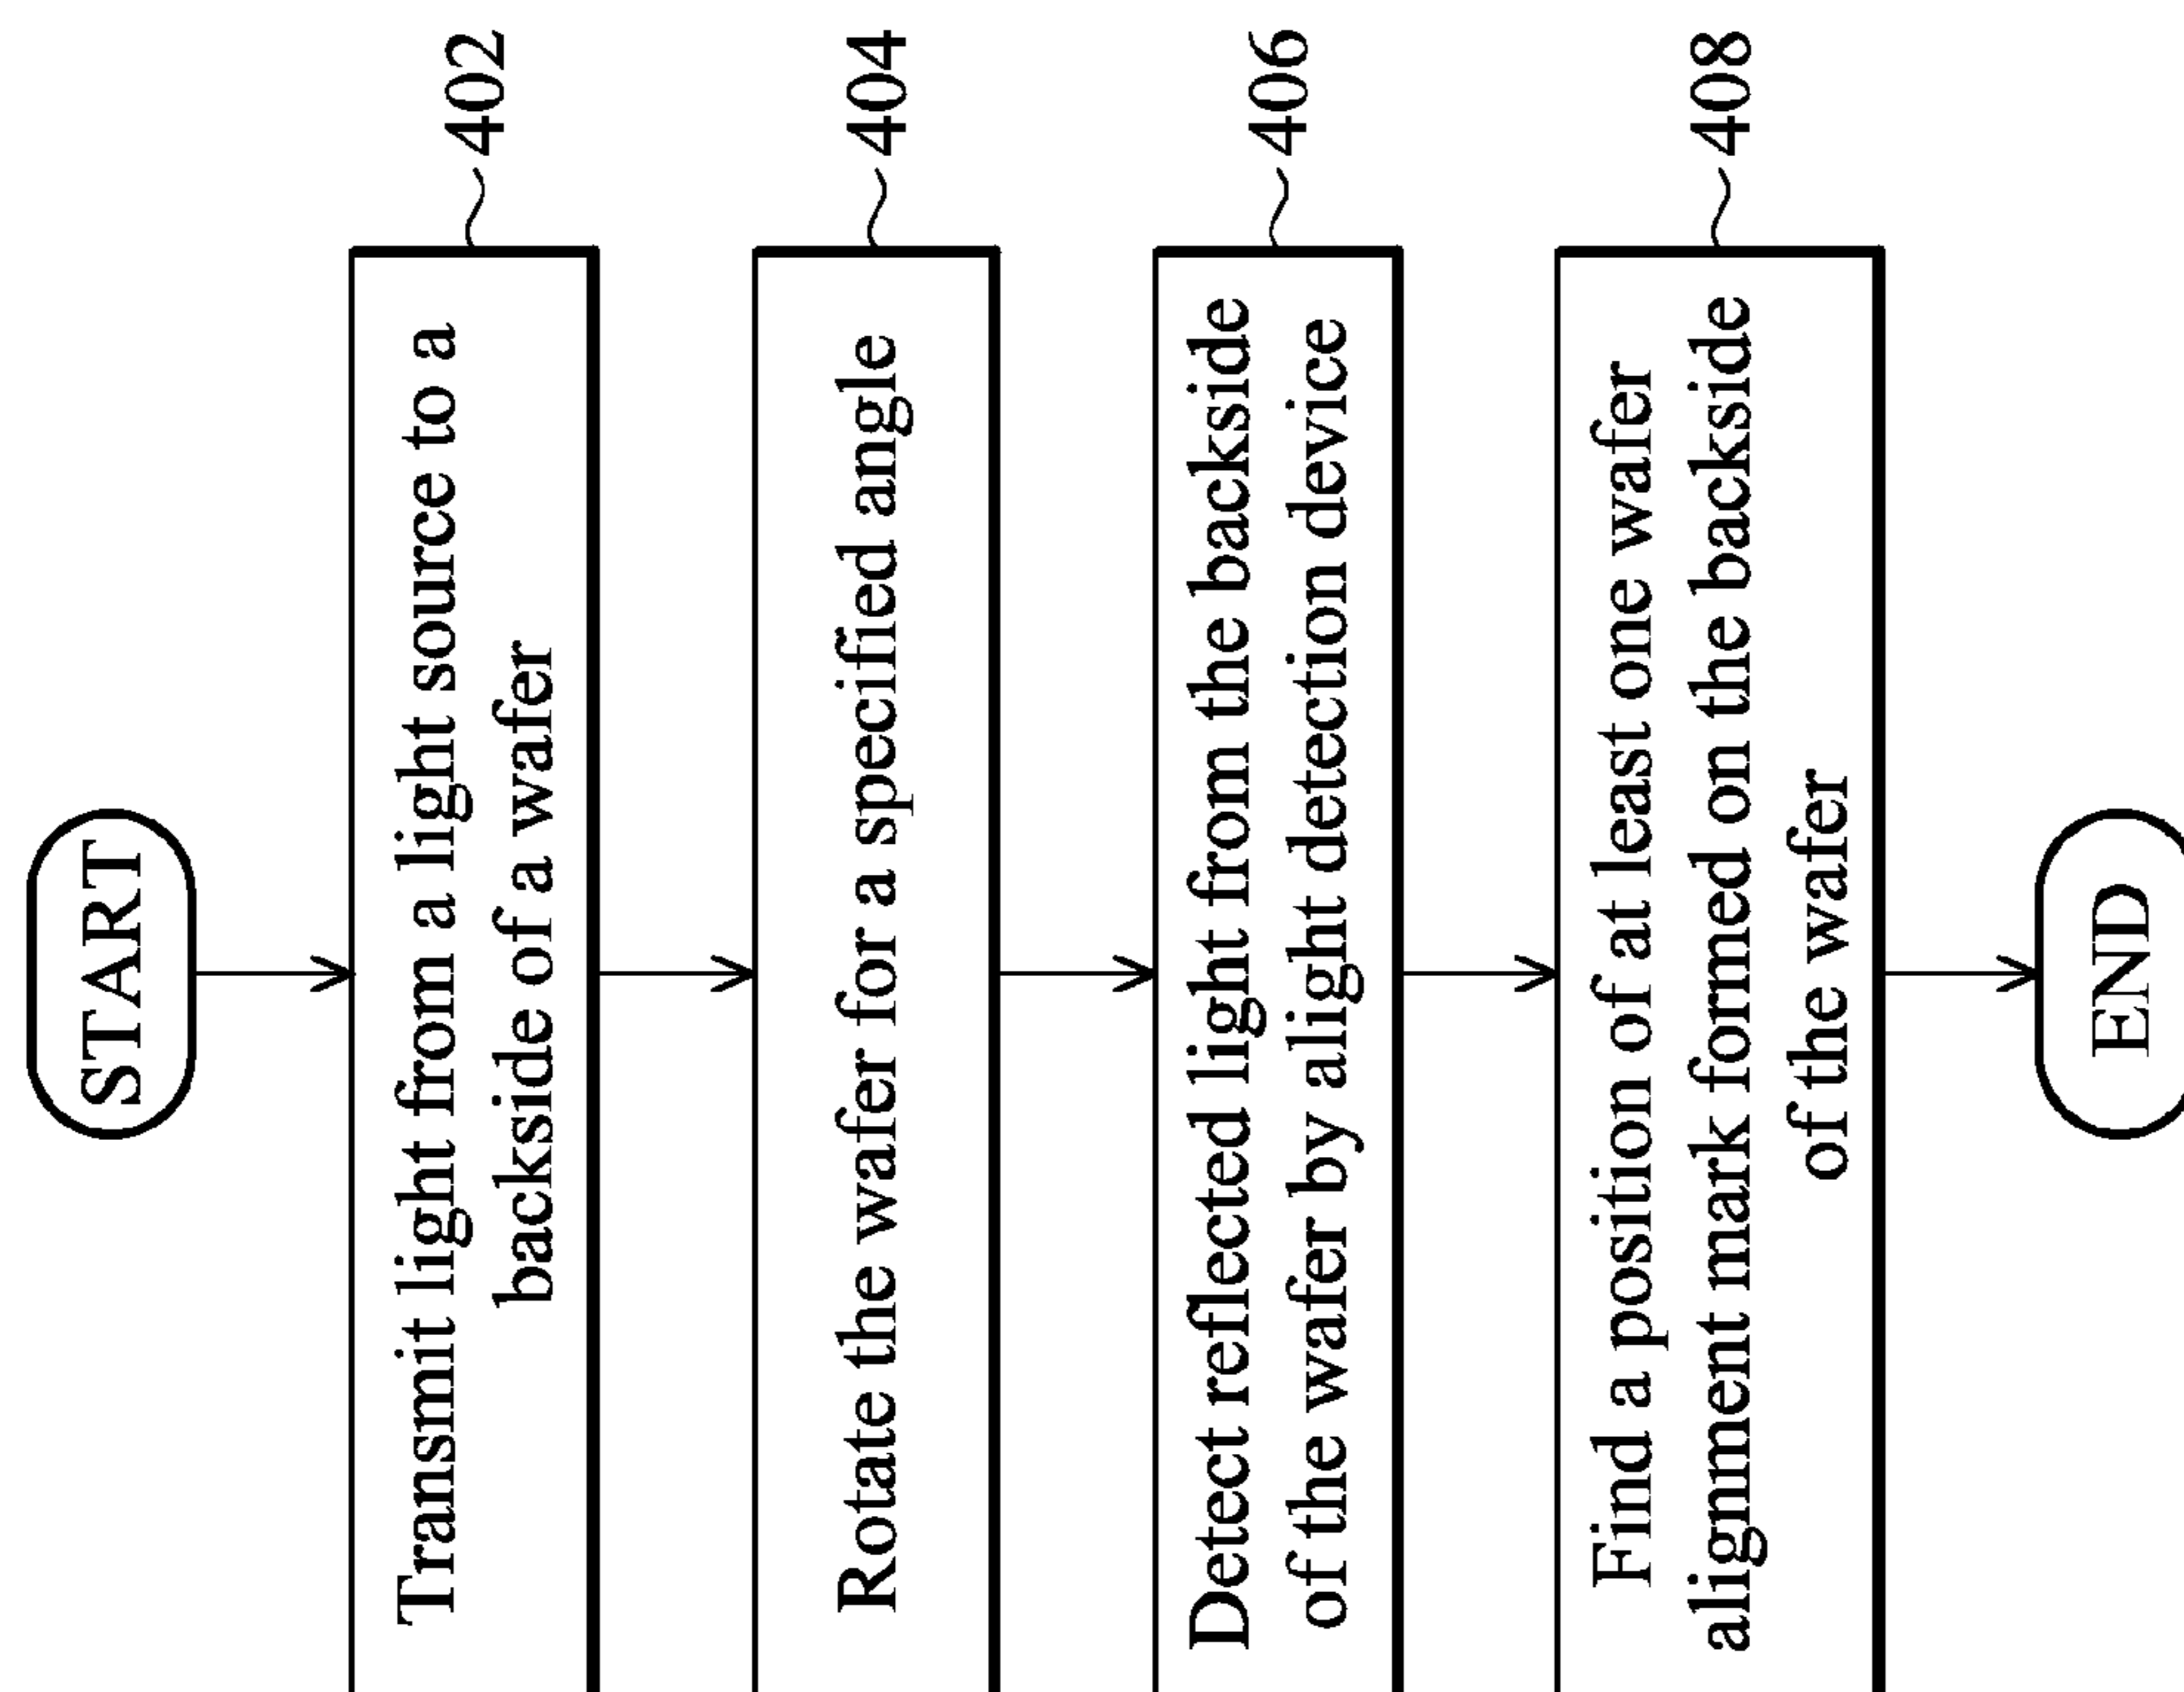 START
Transmit light from a light source to a
backside of a wafer
402
Rotate the wafer for a specified angle
404
Detect reflected light from the backside
of the wafer by alight detection device
406
Find a position of at least one wafer
alignment mark formed on the backside
of the wafer
408
END